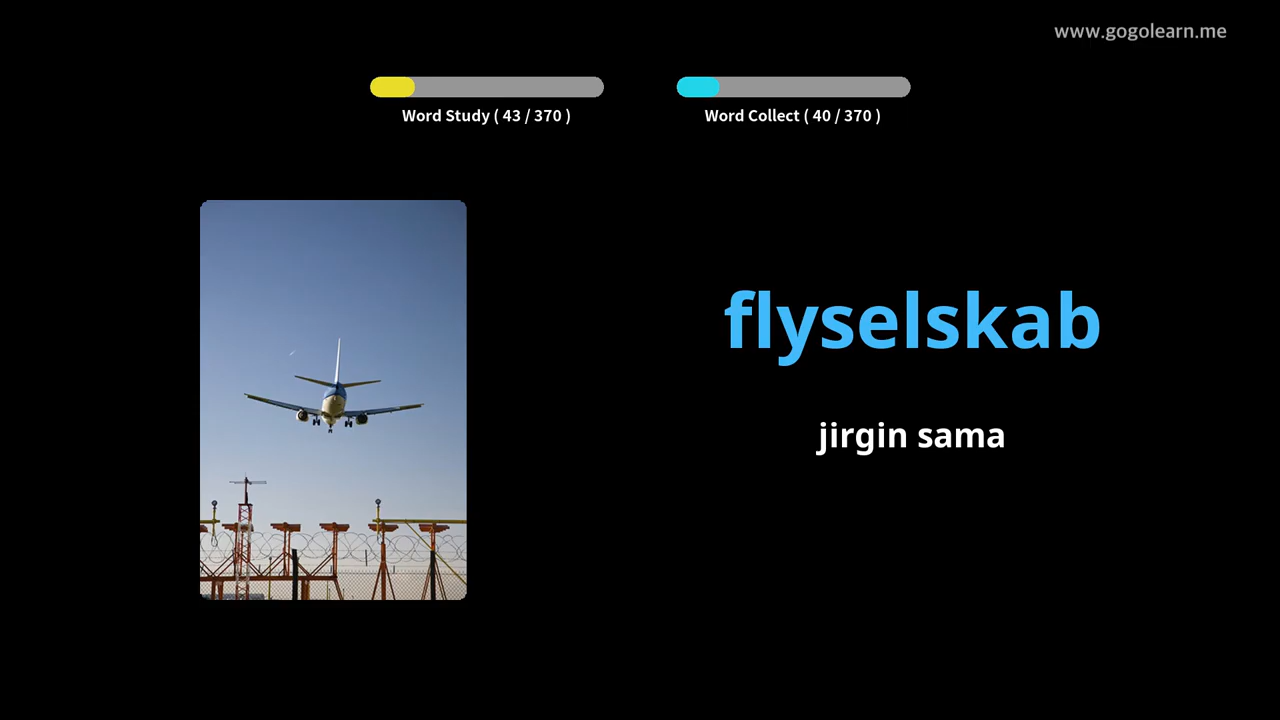 www.gogolearn.me
Word Study ( 43 / 370 )
Word Collect ( 40 / 370 )
flyselskab
jirgin sama